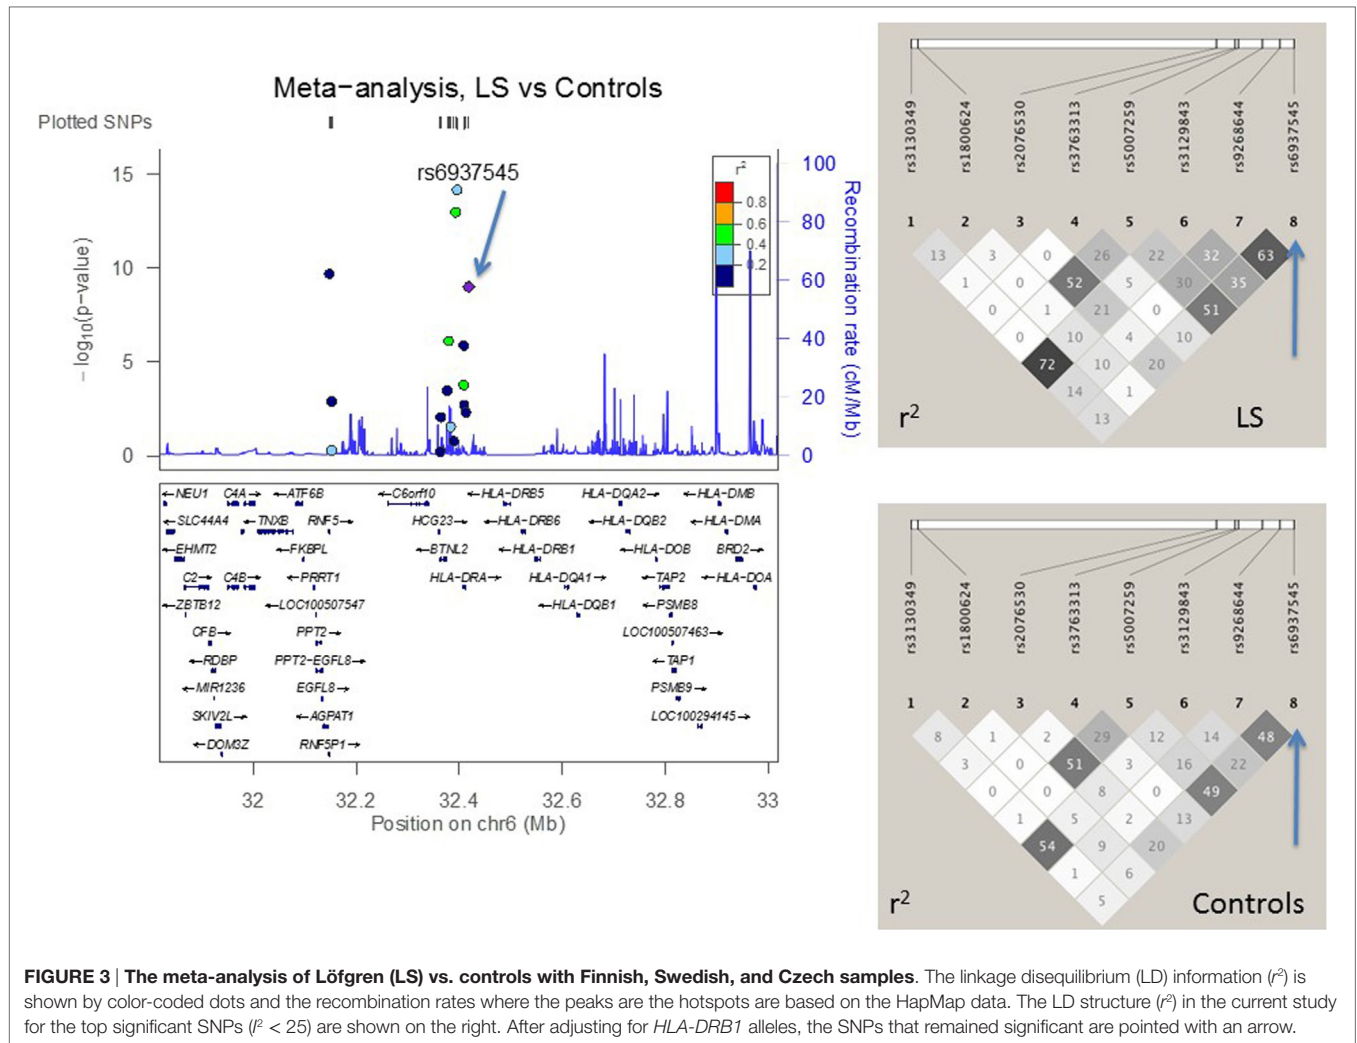 Meta−analysis, LS vs Controls
Plotted SNPs
rs6937545
r²
0.8
0.6
0.4
0.2
15
10
5
0
− log₁₀(p−value)
100
80
60
40
20
0
Recombination rate (cM/Mb)
←NEU1 C4A→ ←ATF6B ←C6orf10 ←HLA−DRB5 HLA−DQA2→ ←HLA−DMB
←SLC44A4 ←TNXB RNF5→ HCG23→ ←HLA−DRB6 ←HLA−DQB2 ←HLA−DMA
←EHMT2 ←FKBPL ←BTNL2 ←HLA−DRB1 ←HLA−DOB BRD2→
C2→ C4B→ ←PRRT1 HLA−DRA→ HLA−DQA1→ ←TAP2 ←HLA−DOA
←ZBTB12 ←LOC100507547 ←HLA−DQB1 ←PSMB8
CFB→ PPT2→ LOC100507463→
←RDBP PPT2−EGFL8→ ←TAP1
←MIR1236 EGFL8→ PSMB9→
SKIV2L→ ←AGPAT1 LOC100294145→
←DOM3Z RNF5P1→
32 32.2 32.4 32.6 32.8 33
Position on chr6 (Mb)
rs3130349 rs1800624 rs2076530 rs3763313 rs5007259 rs3129843 rs9268644 rs6937545
1 2 3 4 5 6 7 8
13 3 0 26 22 32 63
1 0 52 5 30 35
0 1 21 0 51
0 10 4 10
72 10 20
14 1
13
r² LS
rs3130349 rs1800624 rs2076530 rs3763313 rs5007259 rs3129843 rs9268644 rs6937545
1 2 3 4 5 6 7 8
8 1 2 29 12 14 48
3 0 51 3 16 22
0 0 8 0 49
1 5 2 13
54 9 20
1 6
5
r² Controls
FIGURE 3 | The meta-analysis of Löfgren (LS) vs. controls with Finnish, Swedish, and Czech samples. The linkage disequilibrium (LD) information (r²) is
shown by color-coded dots and the recombination rates where the peaks are the hotspots are based on the HapMap data. The LD structure (r²) in the current study
for the top significant SNPs (I² < 25) are shown on the right. After adjusting for HLA-DRB1 alleles, the SNPs that remained significant are pointed with an arrow.